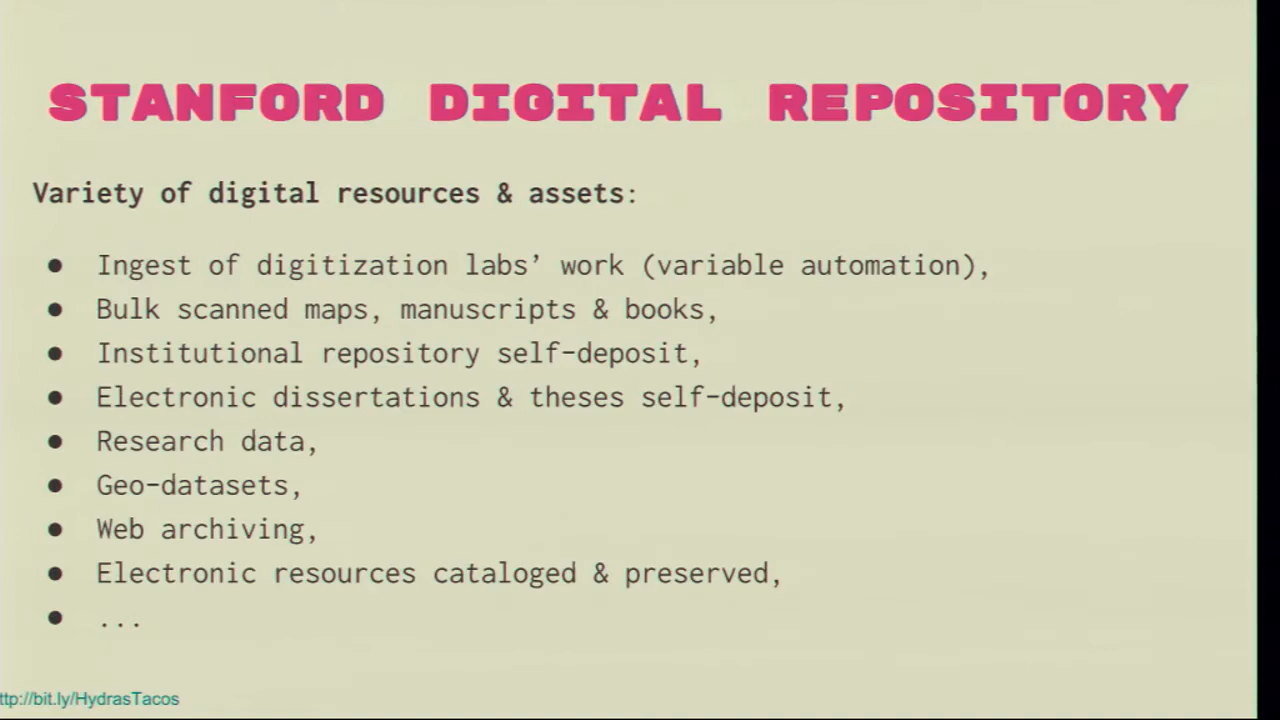 STANFORD DIGITAL REPOSITORY
Variety of digital resources & assets:
● Ingest of digitization labs’ work (variable automation),
● Bulk scanned maps, manuscripts & books,
● Institutional repository self-deposit,
● Electronic dissertations & theses self-deposit,
● Research data,
● Geo-datasets,
● Web archiving,
● Electronic resources cataloged & preserved,
● ...
ttp://bit.ly/HydrasTacos